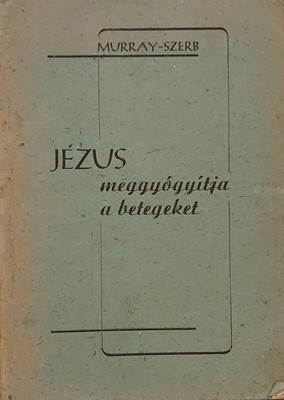 MURRAY-SZERB
JÉZUS
meggyógyítja
a betegeket